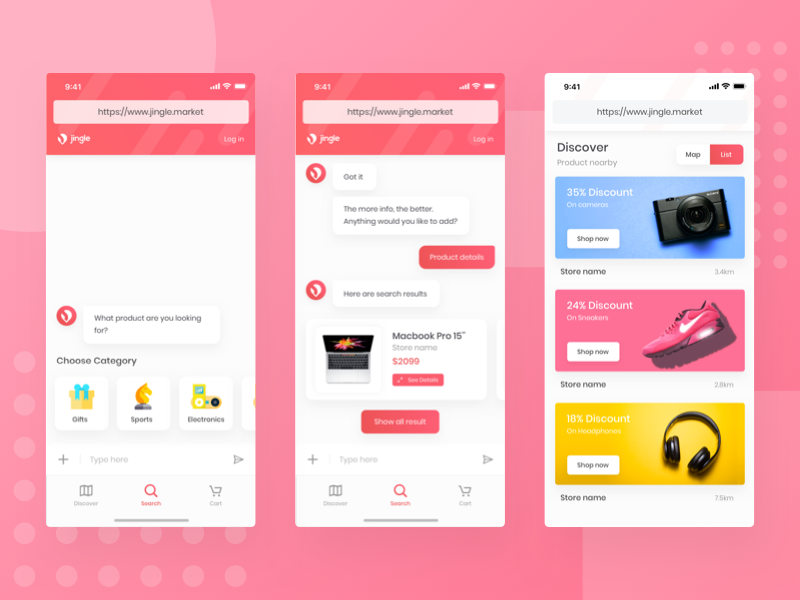 9:41
https://www.jingle.market
jingle
Log in
What product are you looking
for?
Choose Category
Gifts
Sports
Electronics
Type here
Discover
Search
Cart
9:41
https://www.jingle.market
jingle
Log in
Got it
The more info, the better.
Anything would you like to add?
Product details
Here are search results
Macbook Pro 15"
Store name
$2099
See Details
Show all result
Type here
Discover
Search
Cart
9:41
https://www.jingle.market
Discover
Product nearby
Map
List
35% Discount
On cameras
Shop now
SONY
Store name
3.4km
24% Discount
On Sneakers
Shop now
Store name
2.8km
18% Discount
On Headphones
Shop now
Store name
7.5km